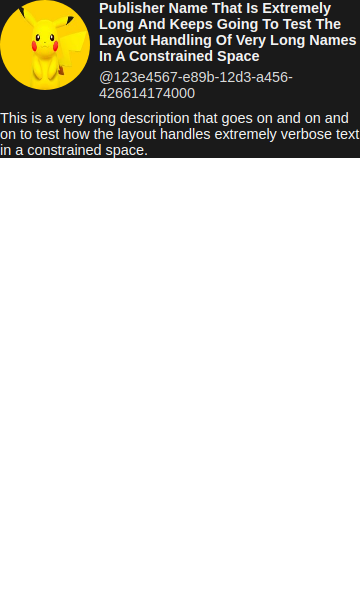 Publisher Name That Is Extremely
Long And Keeps Going To Test The
Layout Handling Of Very Long Names
In A Constrained Space
@123e4567-e89b-12d3-a456-
426614174000
This is a very long description that goes on and on and
on to test how the layout handles extremely verbose text
in a constrained space.